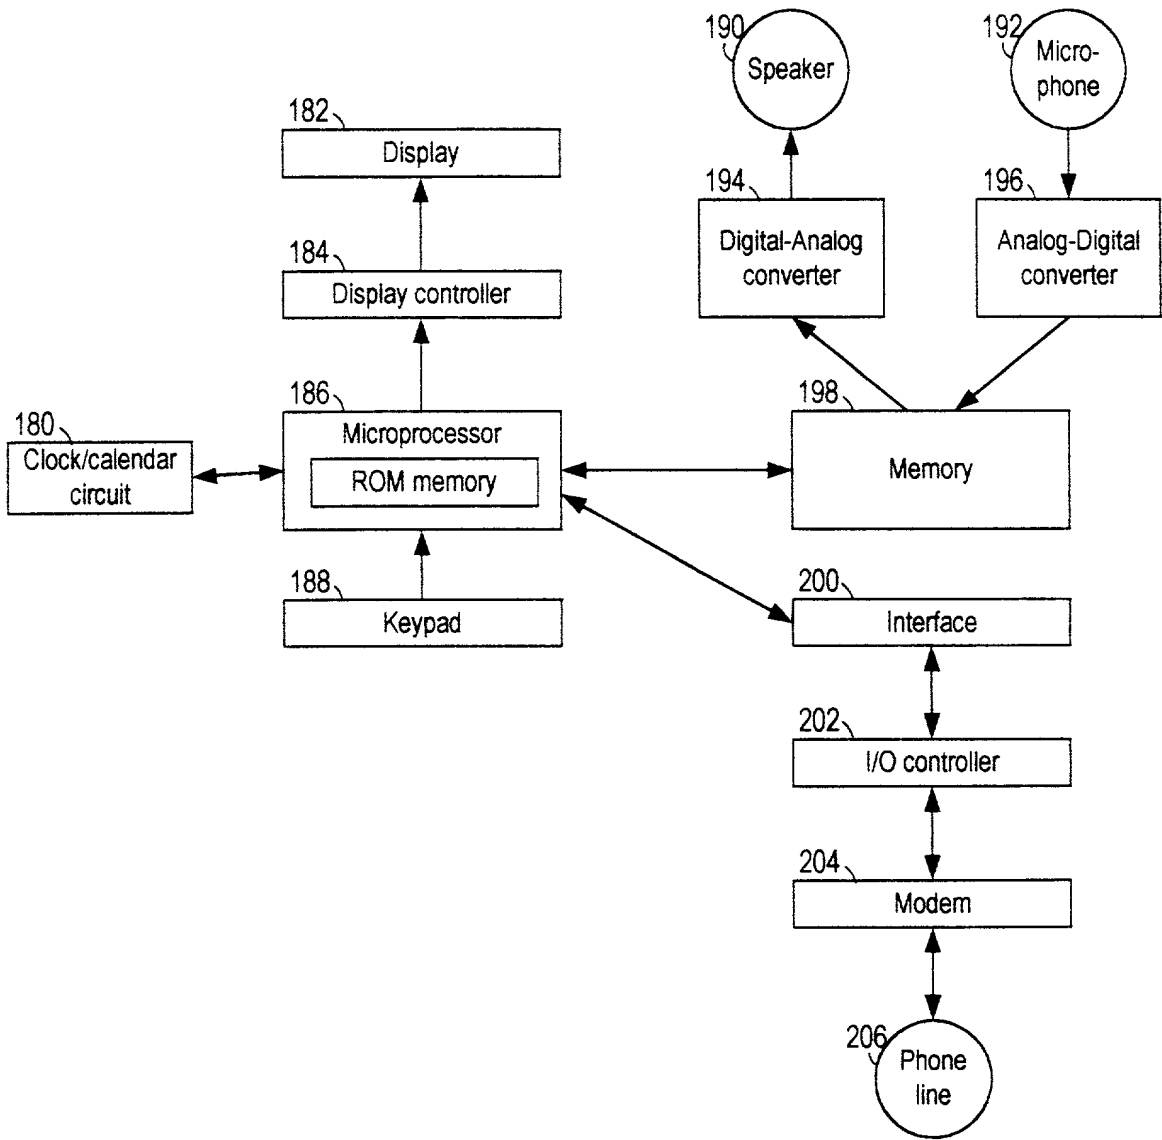 190
Speaker
192
Micro-
phone
182
Display
194
Digital-Analog
converter
196
Analog-Digital
converter
184
Display controller
186
Microprocessor
ROM memory
198
Memory
180
Clock/calendar
circuit
188
Keypad
200
Interface
202
I/O controller
204
Modem
206
Phone
line